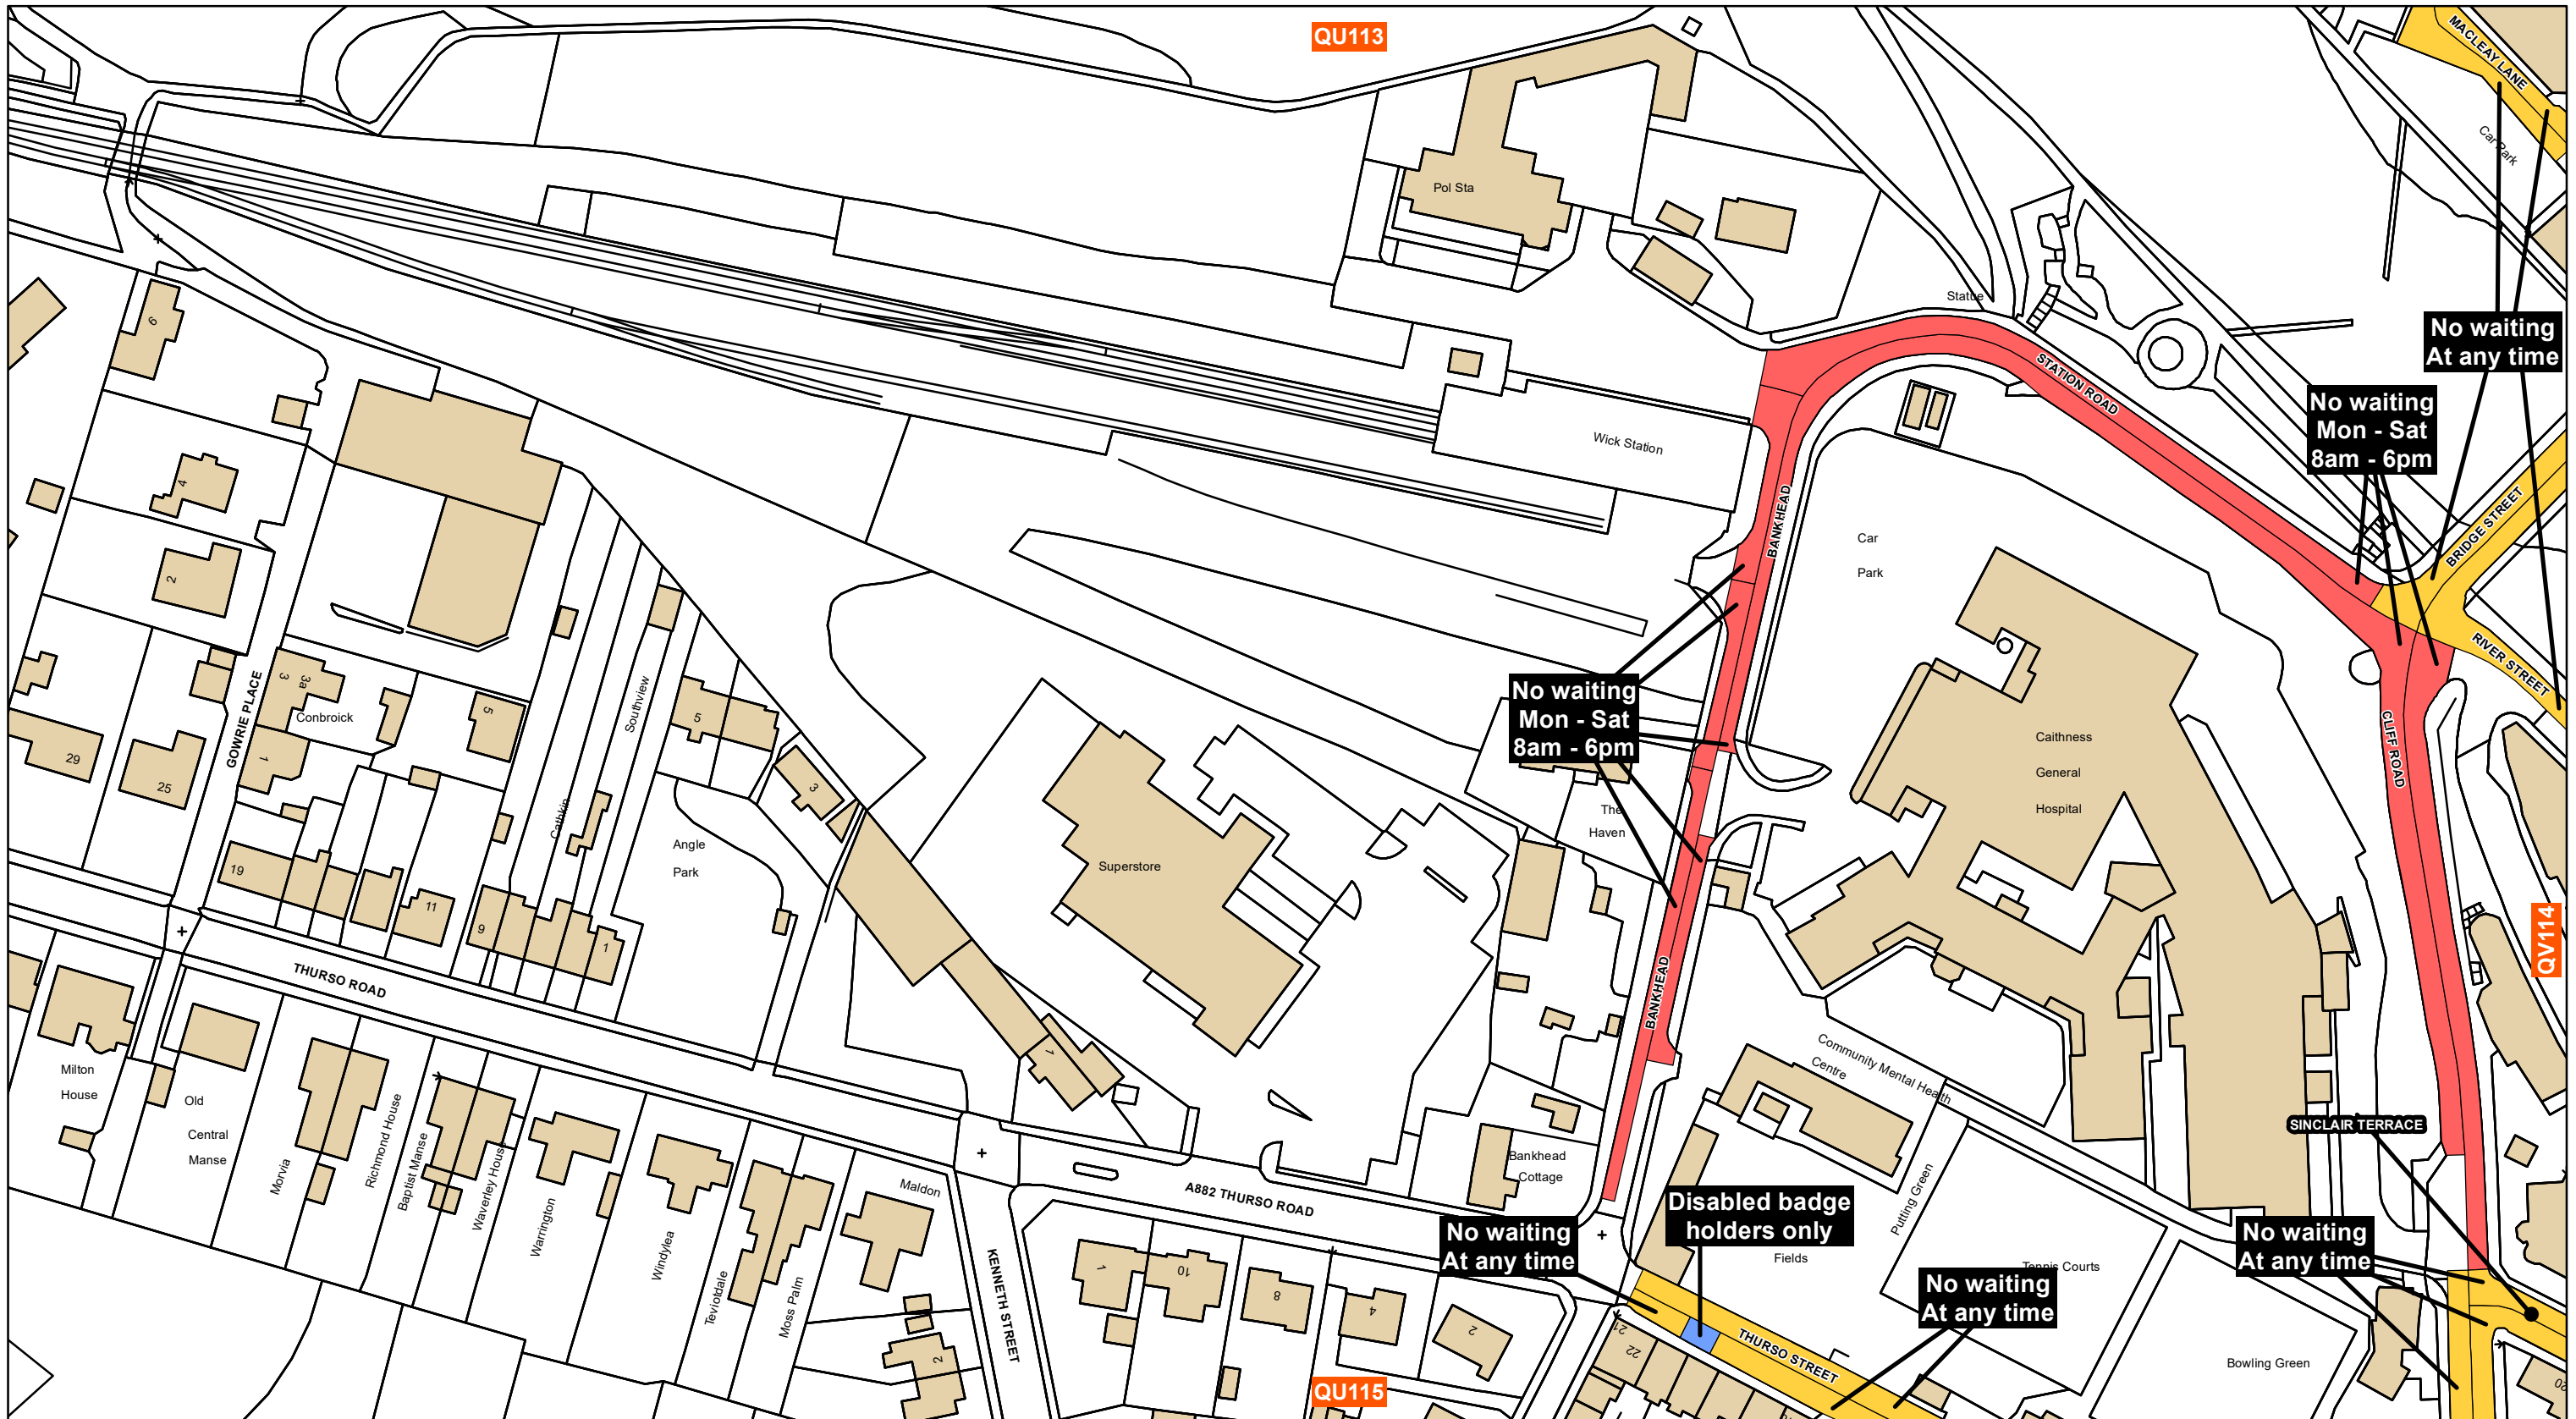 QU113
MACLEAY LANE
Car Park
Pol Sta
Statue
No waiting
At any time
STATION ROAD
No waiting
Mon - Sat
8am - 6pm
6
Wick Station
BANKHEAD
4
BRIDGE STREET
Car
Park
2
RIVER STREET
GOWRIE PLACE
3
3a
Conbroick
5
Southview
5
No waiting
Mon - Sat
8am - 6pm
CLIFF ROAD
Caithness
General
Hospital
29
25
1
3
Cathkin
The
Haven
Angle
Park
Superstore
19
11
9
1
QV114
THURSO ROAD
BANKHEAD
Milton
House
Old
Central
Manse
Morvia
Richmond House
Baptist Manse
Waverley House
Warrington
Windylea
Teviotdale
Moss Palm
Maldon
1
Community Mental Health
Centre
SINCLAIR TERRACE
Bankhead
Cottage
A882 THURSO ROAD
Putting Green
Disabled badge
holders only
No waiting
At any time
Fields
Tennis Courts
No waiting
At any time
No waiting
At any time
KENNETH STREET
1
10
8
4
2
21
22
THURSO STREET
Bowling Green
2
QU115
20